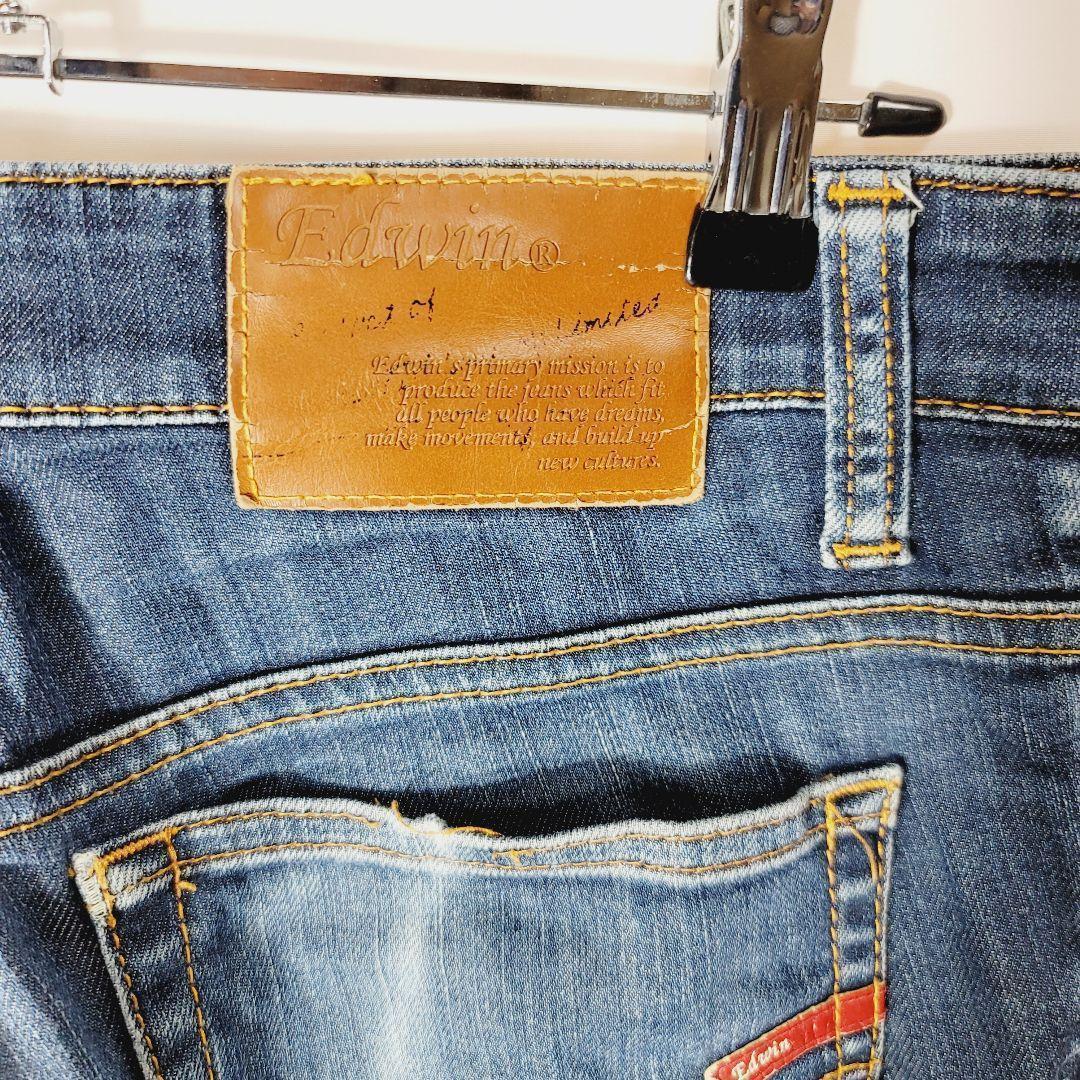 Edwin®
of
Limited
Edwin's primary mission is to
produce the jeans which fit
all people who have dreams,
make movements, and build up
new cultures.
Edwin